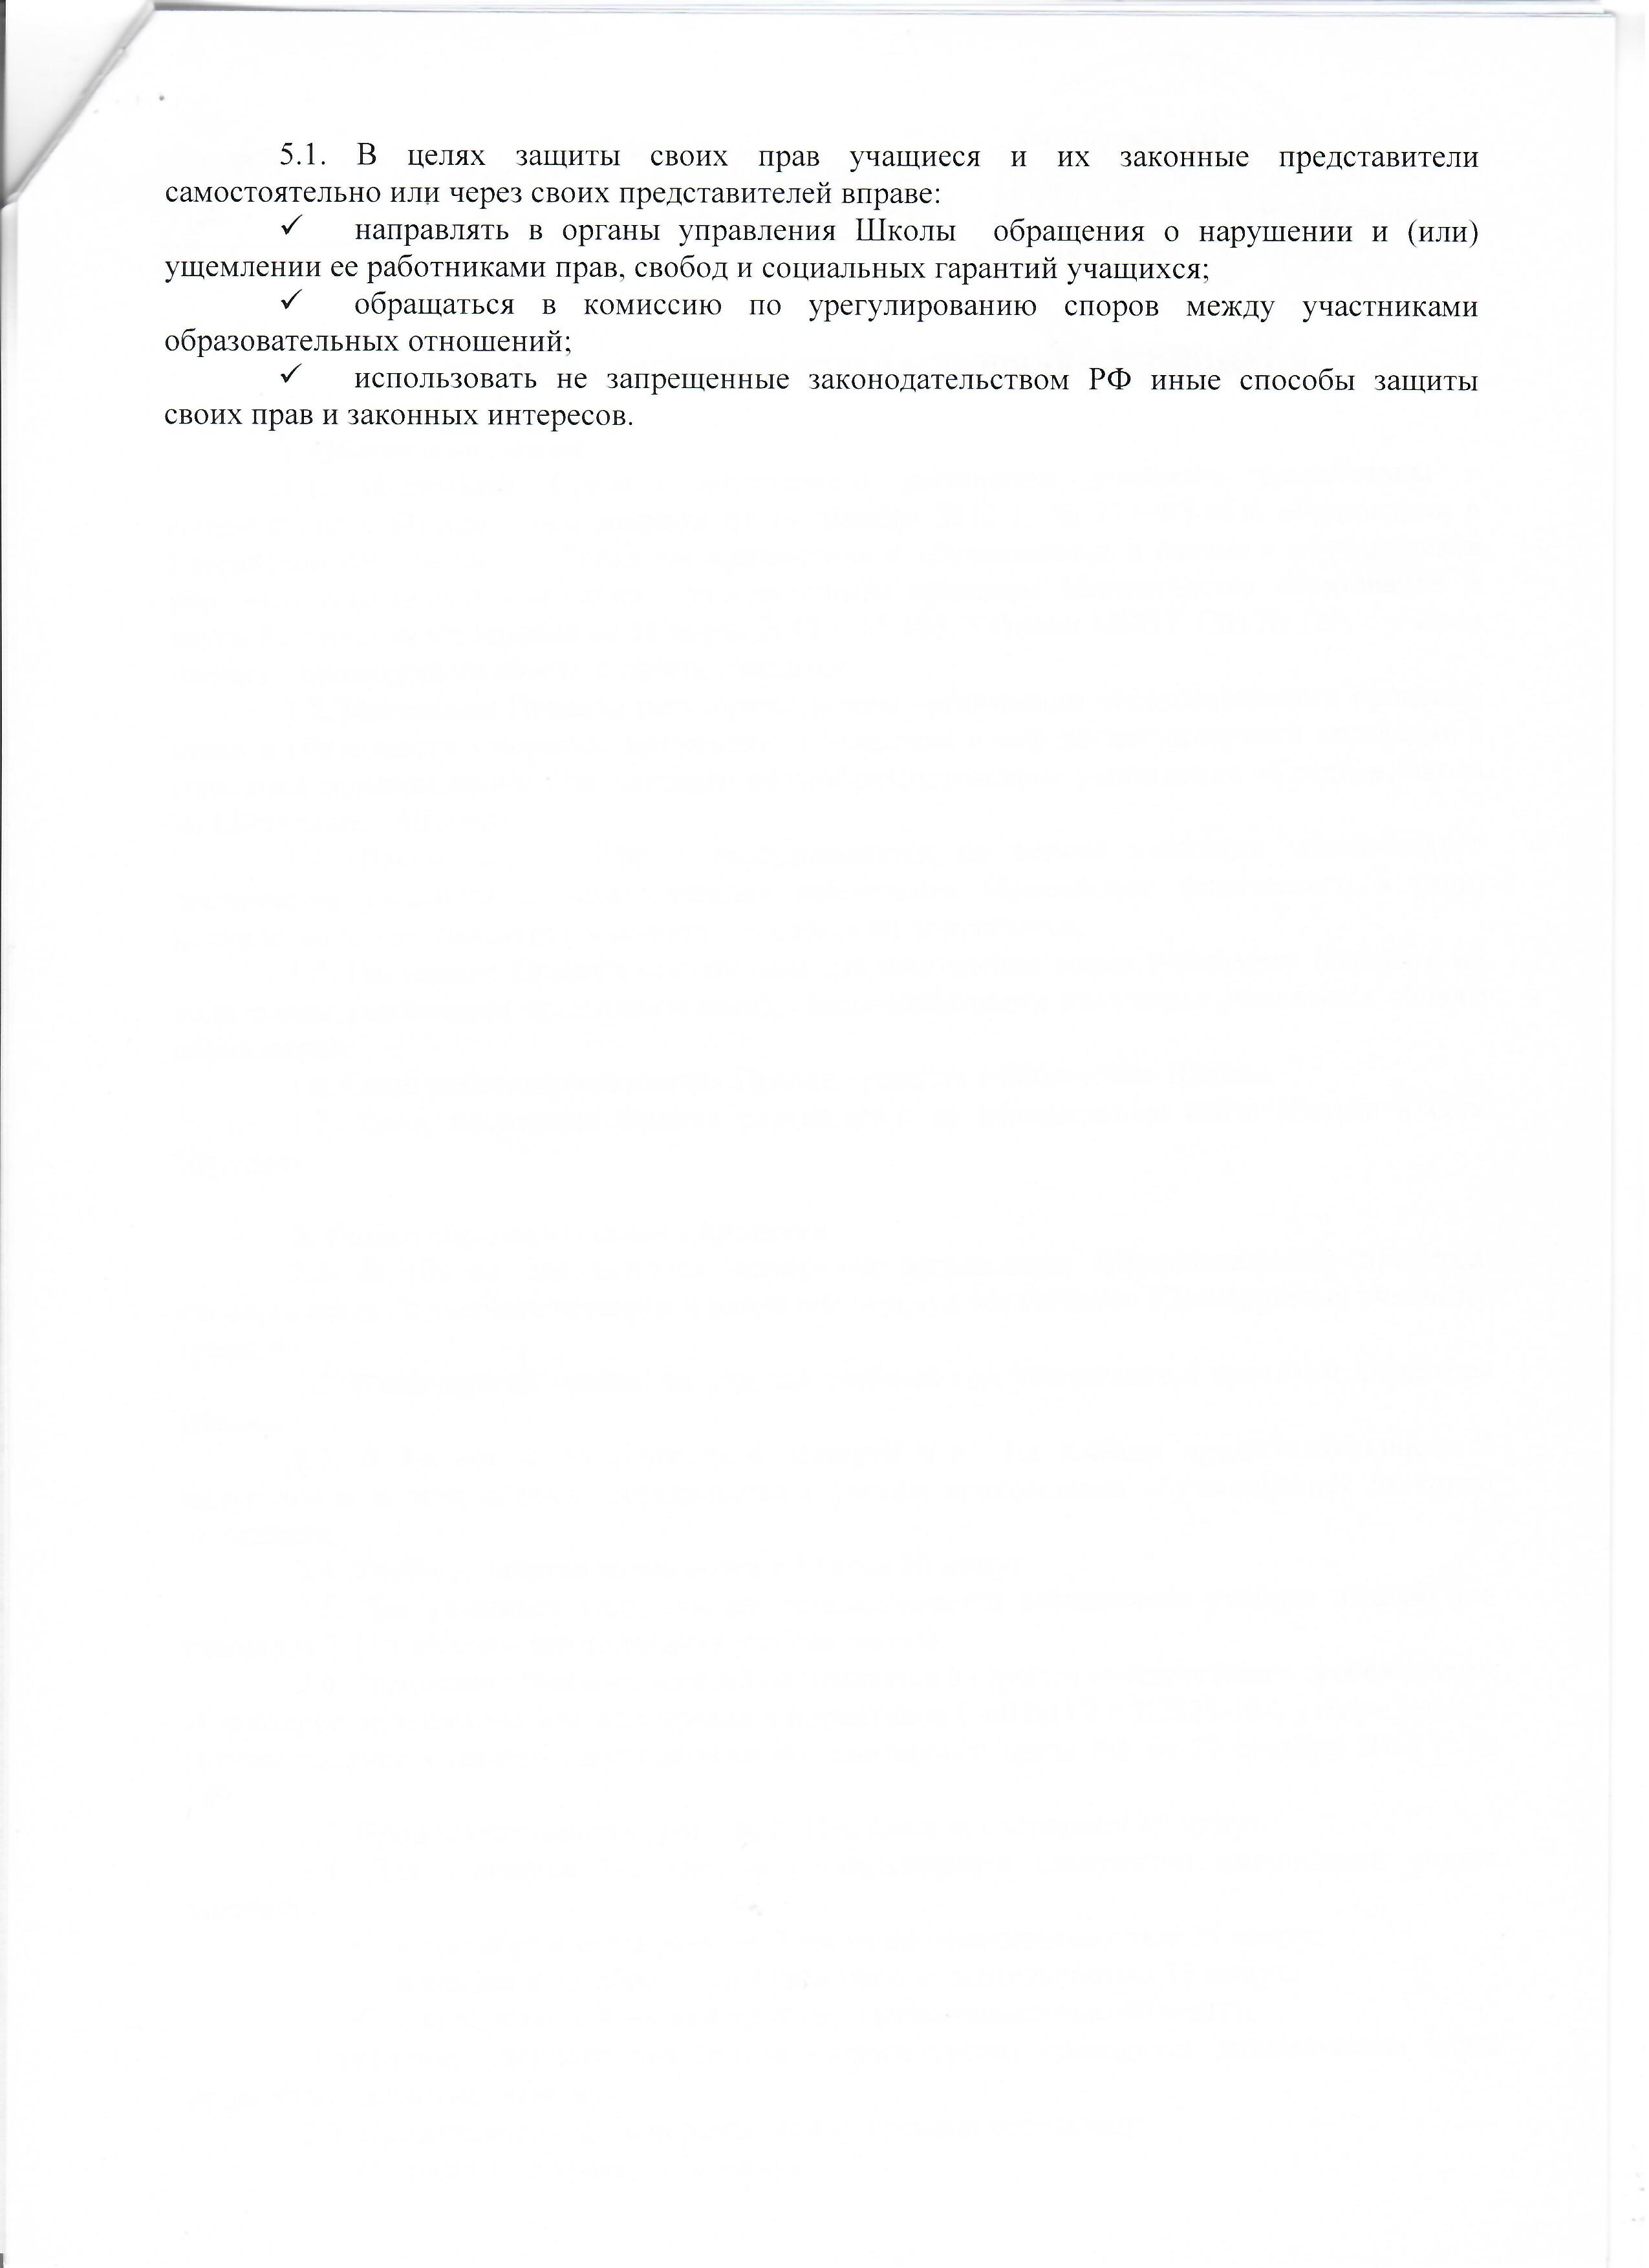 5.1. В целях защиты своих прав учащиеся и их законные представители
самостоятельно или через своих представителей вправе:
✓ направлять в органы управления Школы обращения о нарушении и (или)
ущемлении ее работниками прав, свобод и социальных гарантий учащихся;
✓ обращаться в комиссию по урегулированию споров между участниками
образовательных отношений;
✓ использовать не запрещенные законодательством РФ иные способы защиты
своих прав и законных интересов.